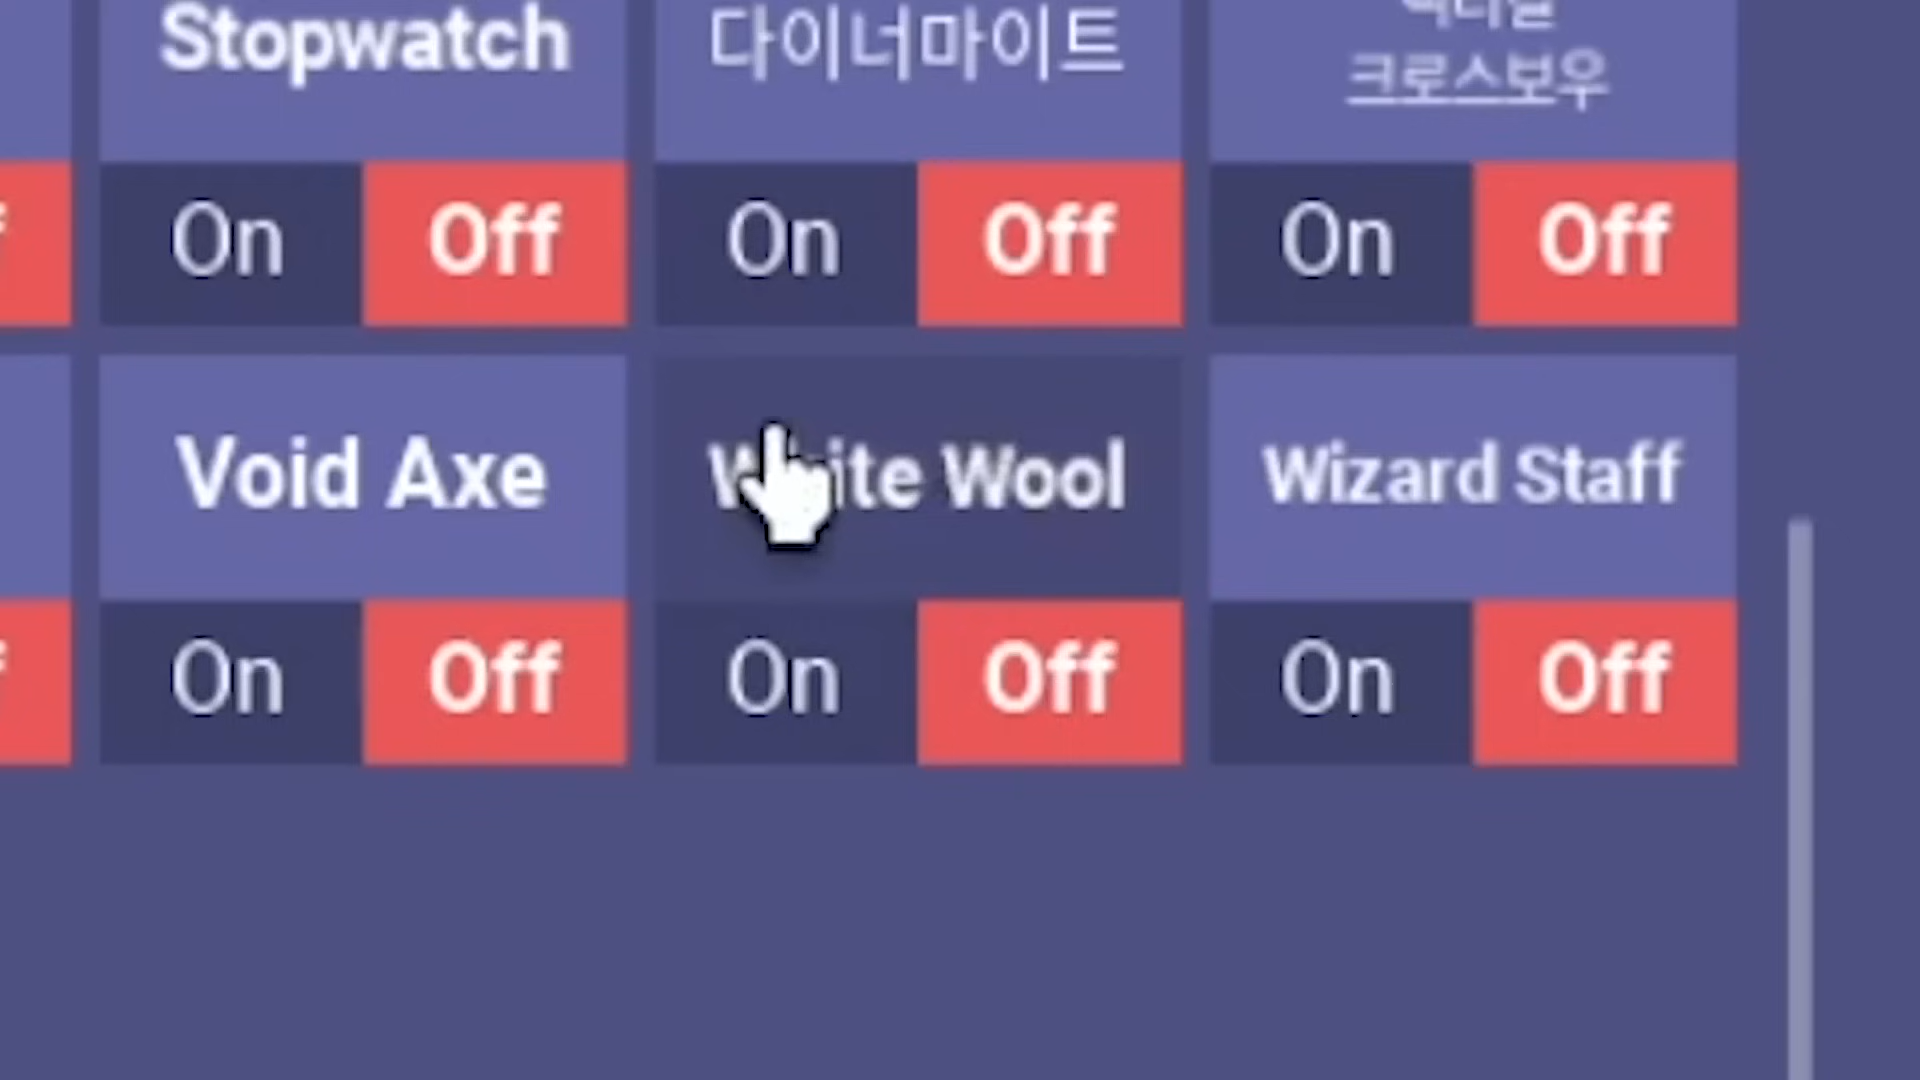 Stopwatch
다이너마이트
크로스보우
On Off
On Off
On Off
Void Axe
White Wool
Wizard Staff
On Off
On Off
On Off